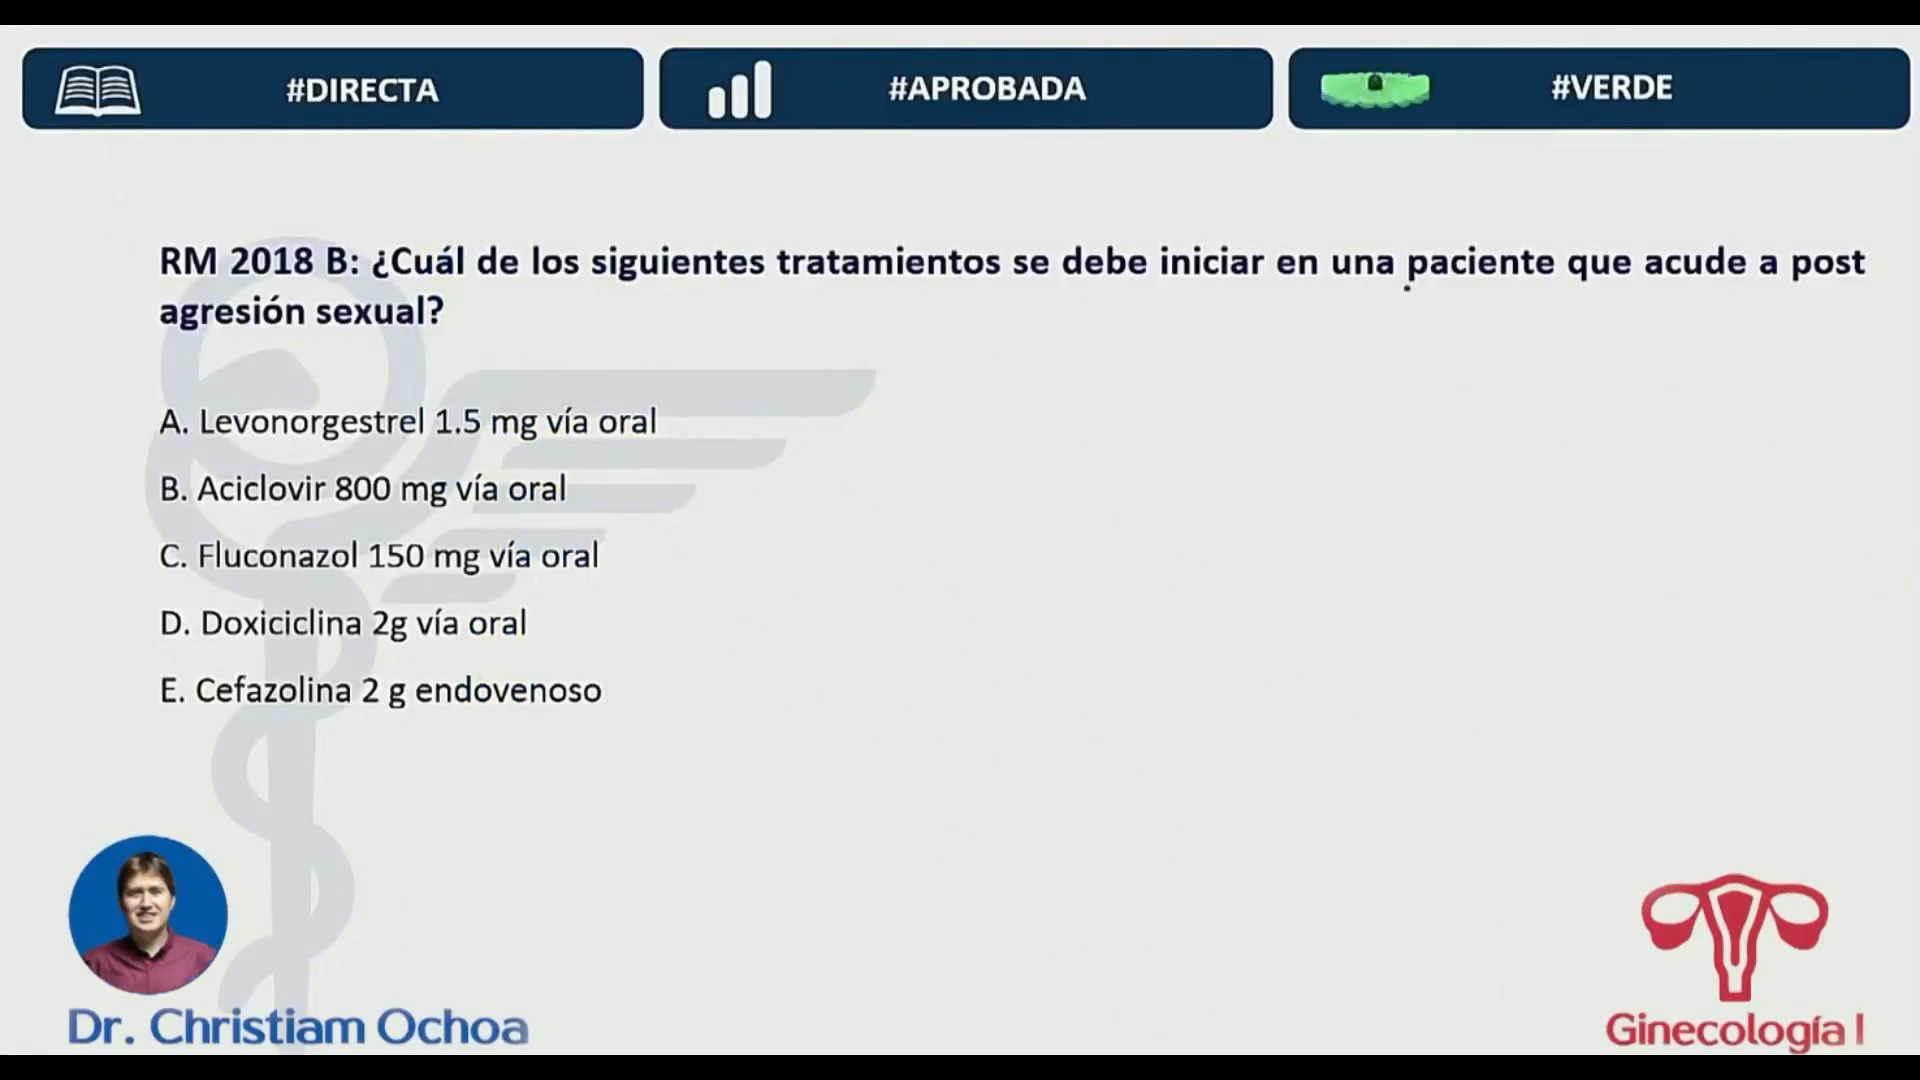 #DIRECTA
#APROBADA
#VERDE
RM 2018 B: ¿Cuál de los siguientes tratamientos se debe iniciar en una paciente que acude a post
agresión sexual?
A. Levonorgestrel 1.5 mg vía oral
B. Aciclovir 800 mg vía oral
C. Fluconazol 150 mg vía oral
D. Doxiciclina 2g vía oral
E. Cefazolina 2 g endovenoso
Dr. Christiam Ochoa
Ginecología I